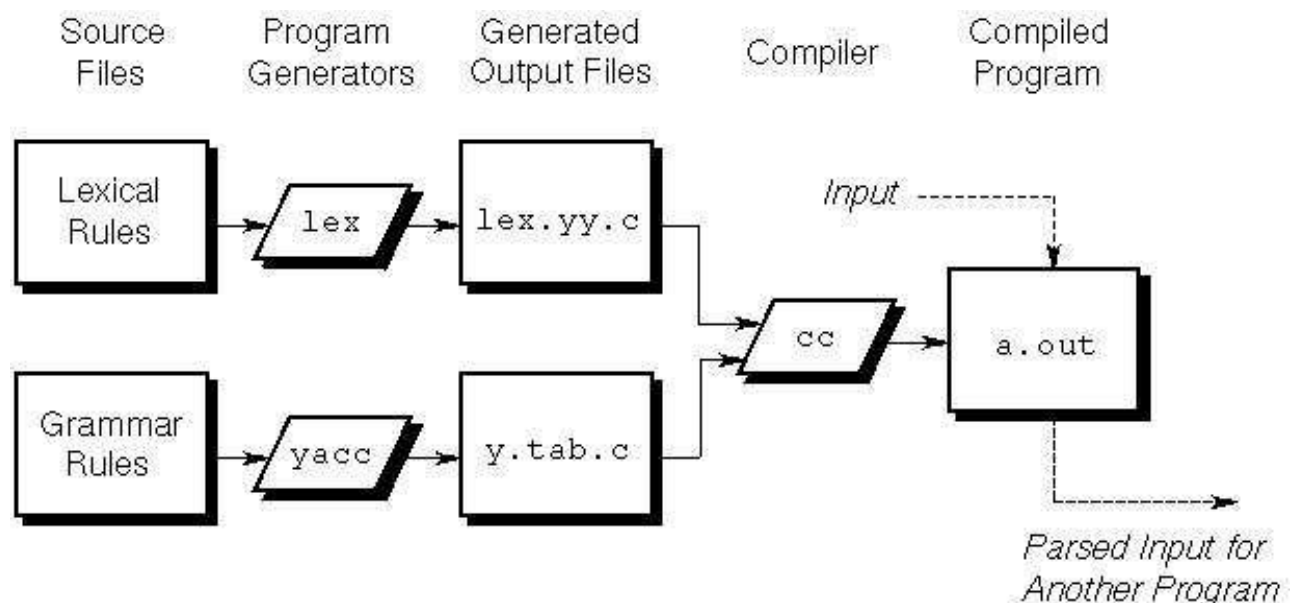 Source
Files
Program
Generators
Generated
Output Files
Compiler
Compiled
Program
Lexical
Rules
lex
lex.yy.c
Input
cc
a.out
Grammar
Rules
yacc
y.tab.c
Parsed Input for
Another Program